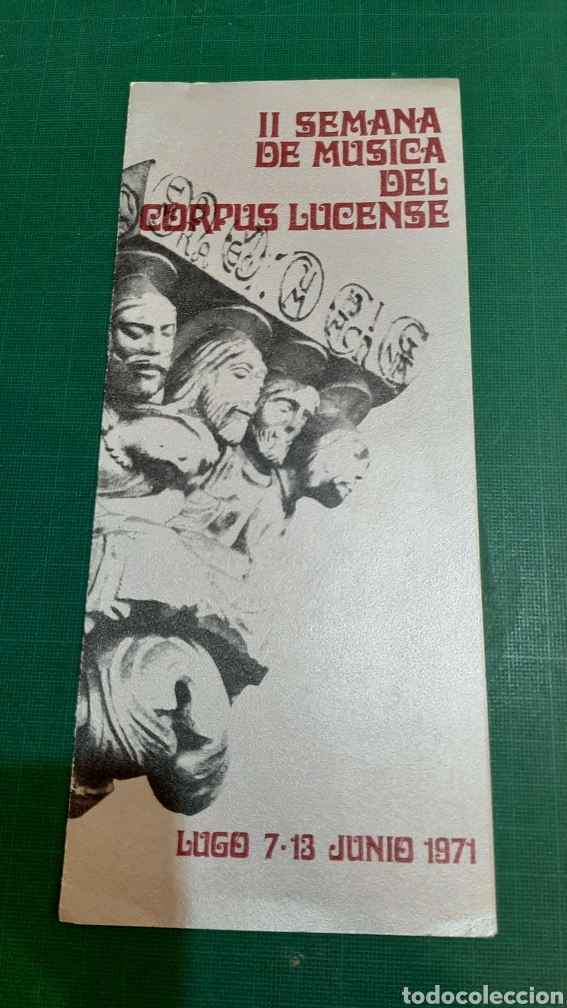 II SEMANA
DE MUSICA
DEL
CORPUS LUCENSE
LUGO 7-13 JUNIO 1971
todocoleccion